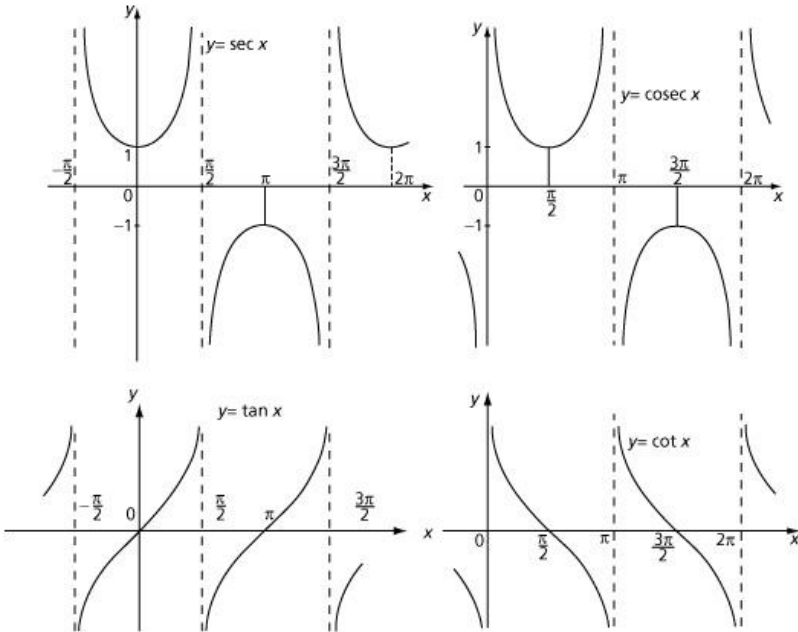 y
y = sec x
1
-π/2
π/2
π
3π/2
2π
0
x
-1
y
y = cosec x
1
3π/2
0
π/2
π
2π
x
-1
y
y = tan x
-π/2
0
π/2
π
3π/2
x
y
y = cot x
0
π/2
π
3π/2
2π
x